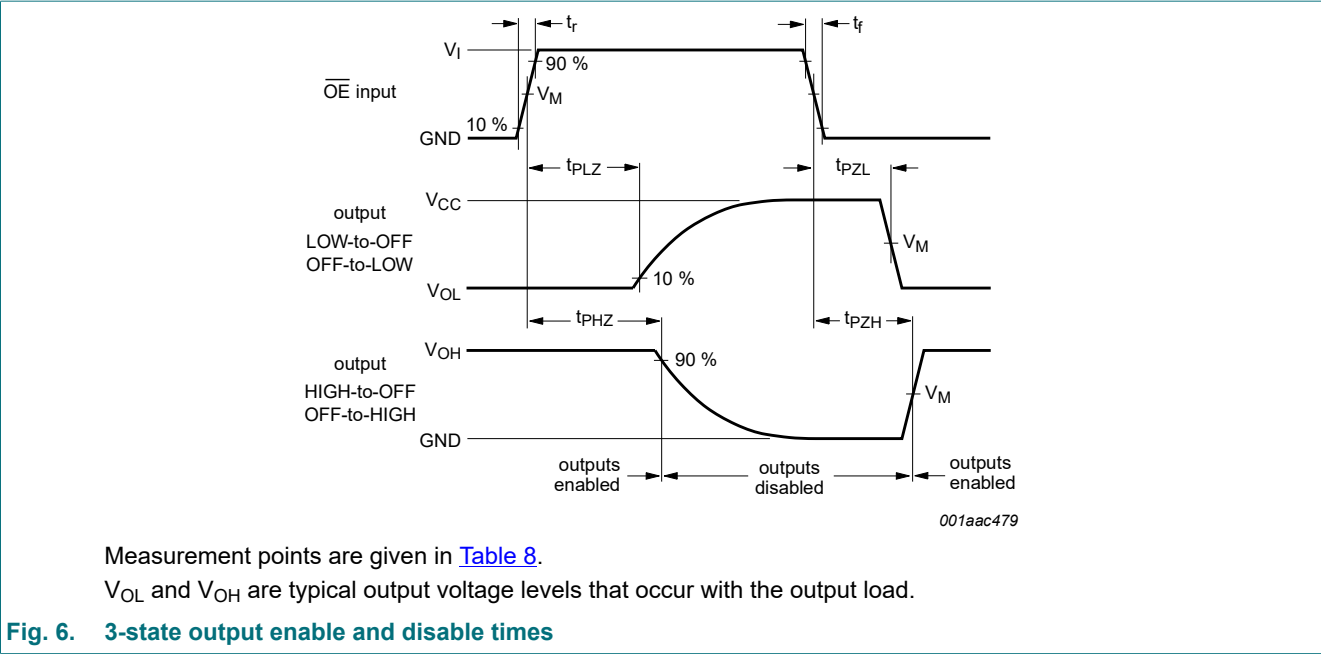 tr
tf
VI
90 %
OE input
VM
10 %
GND
tPLZ
tPZL
VCC
output
LOW-to-OFF
OFF-to-LOW
VM
10 %
VOL
tPHZ
tPZH
VOH
output
90 %
HIGH-to-OFF
OFF-to-HIGH
VM
GND
outputs
enabled
outputs
disabled
outputs
enabled
001aac479
Measurement points are given in Table 8.
VOL and VOH are typical output voltage levels that occur with the output load.
Fig. 6. 3-state output enable and disable times